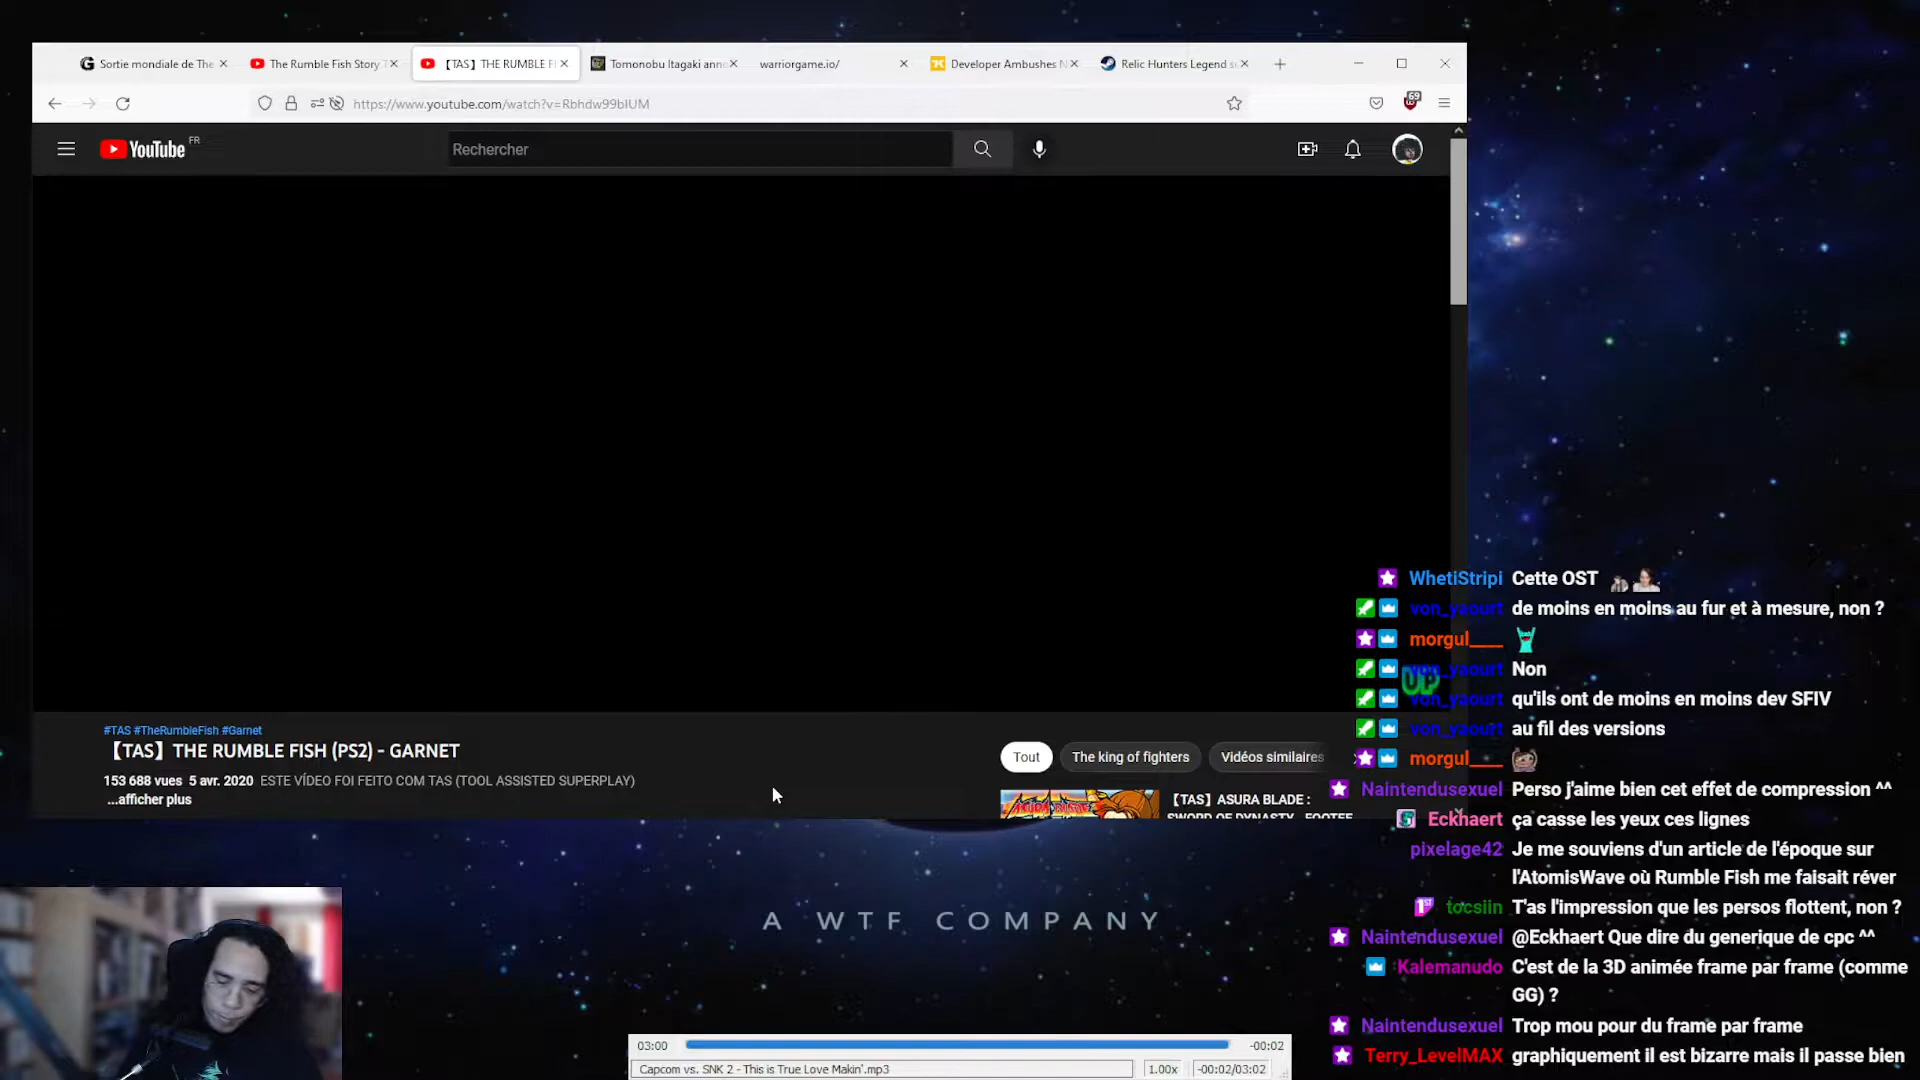 Sortie mondiale de The
The Rumble Fish Story
【TAS】THE RUMBLE FI
Tomonobu Itagaki anno
warriorgame.io/
Developer Ambushes N
Relic Hunters Legend s
https://www.youtube.com/watch?v=Rbhdw99bIUM
69
YouTube FR
Rechercher
#TAS #TheRumbleFish #Garnet
【TAS】THE RUMBLE FISH (PS2) - GARNET
153 688 vues 5 avr. 2020 ESTE VÍDEO FOI FEITO COM TAS (TOOL ASSISTED SUPERPLAY)
...afficher plus
Tout
The king of fighters
Vidéos similaires
【TAS】ASURA BLADE :
SWORD OF DYNASTY - FOOTEE
WhetiStripi Cette OST
von_yaourt de moins en moins au fur et à mesure, non ?
morgul____
von_yaourt Non
UP
von_yaourt qu'ils ont de moins en moins dev SFIV
von_yaourt au fil des versions
morgul____
Naintendusexuel Perso j'aime bien cet effet de compression ^^
Eckhaert ça casse les yeux ces lignes
pixelage42 Je me souviens d'un article de l'époque sur
l'AtomisWave où Rumble Fish me faisait réver
tocsiin T'as l'impression que les persos flottent, non ?
Naintendusexuel @Eckhaert Que dire du generique de cpc ^^
Kalemanudo C'est de la 3D animée frame par frame (comme
GG) ?
Naintendusexuel Trop mou pour du frame par frame
Terry_LevelMAX graphiquement il est bizarre mais il passe bien
A WTF COMPANY
03:00
-00:02
Capcom vs. SNK 2 - This is True Love Makin'.mp3
1.00x
-00:02/03:02